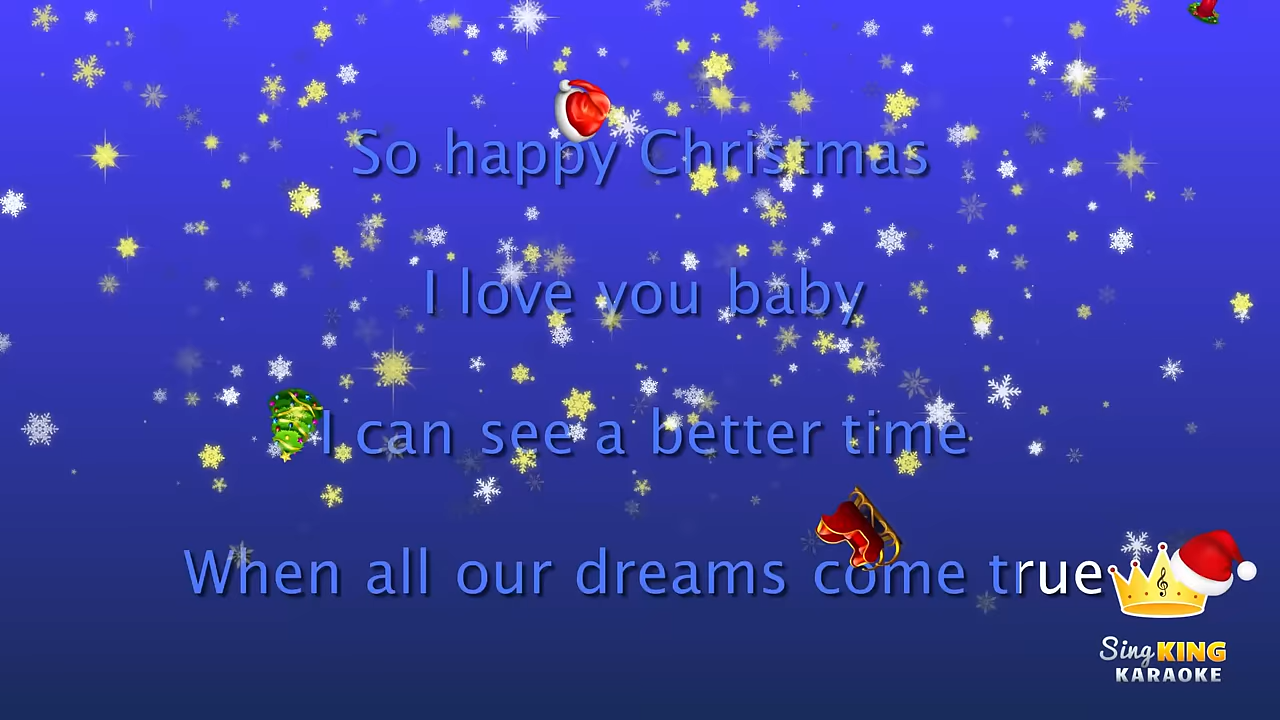 So happy Christmas
I love you baby
I can see a better time
When all our dreams come true
Sing KING
KARAOKE